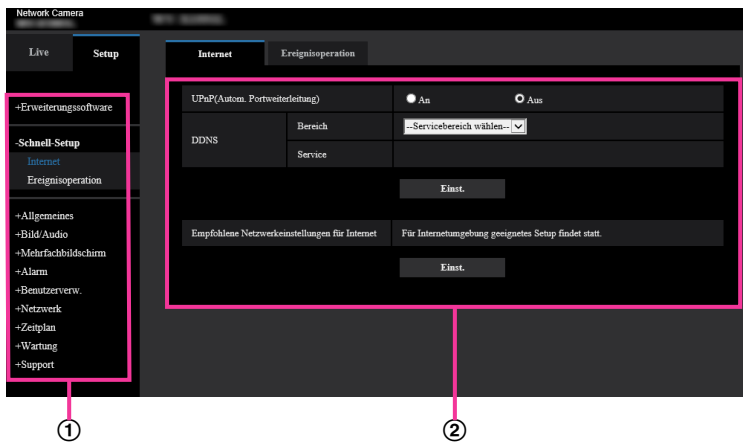 Network Camera
Live
Setup
Internet
Ereignisoperation
+Erweiterungssoftware
-Schnell-Setup
Internet
Ereignisoperation
+Allgemeines
+Bild/Audio
+Mehrfachbildschirm
+Alarm
+Benutzerverw.
+Netzwerk
+Zeitplan
+Wartung
+Support
UPnP(Autom. Portweiterleitung)
An
Aus
DDNS
Bereich
--Servicebereich wählen--
Service
Einst.
Empfohlene Netzwerkeinstellungen für Internet
Für Internetumgebung geeignetes Setup findet statt.
Einst.
①
②